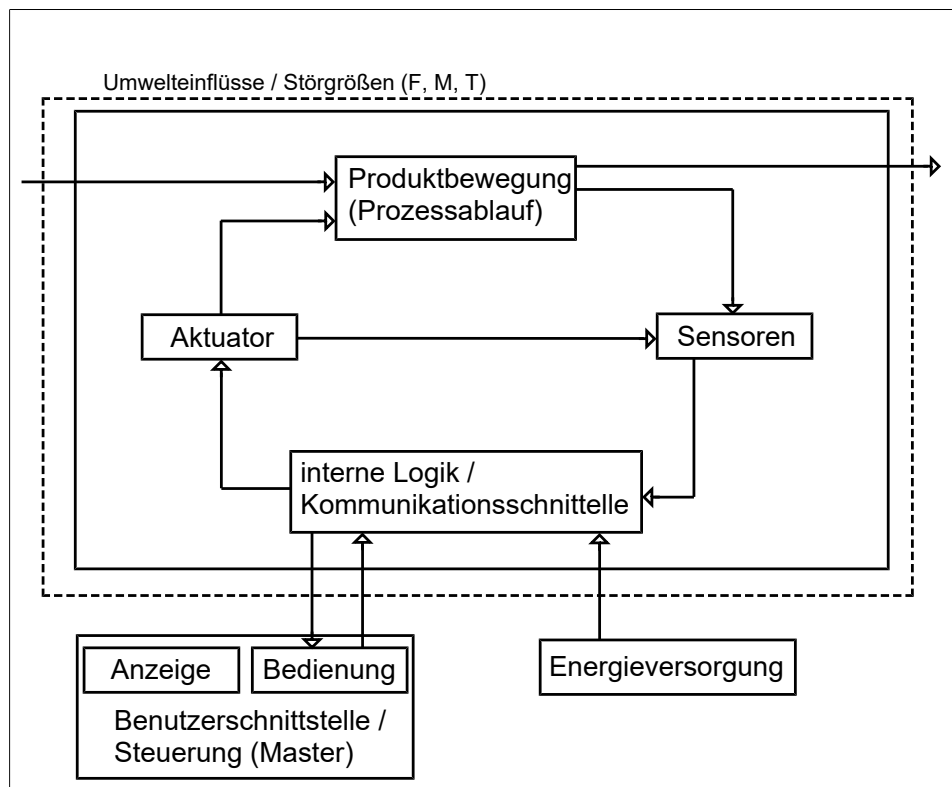 Umwelteinflüsse / Störgrößen (F, M, T)
Produktbewegung
(Prozessablauf)
Aktuator
Sensoren
interne Logik /
Kommunikationsschnittelle
Anzeige
Bedienung
Energieversorgung
Benutzerschnittstelle /
Steuerung (Master)